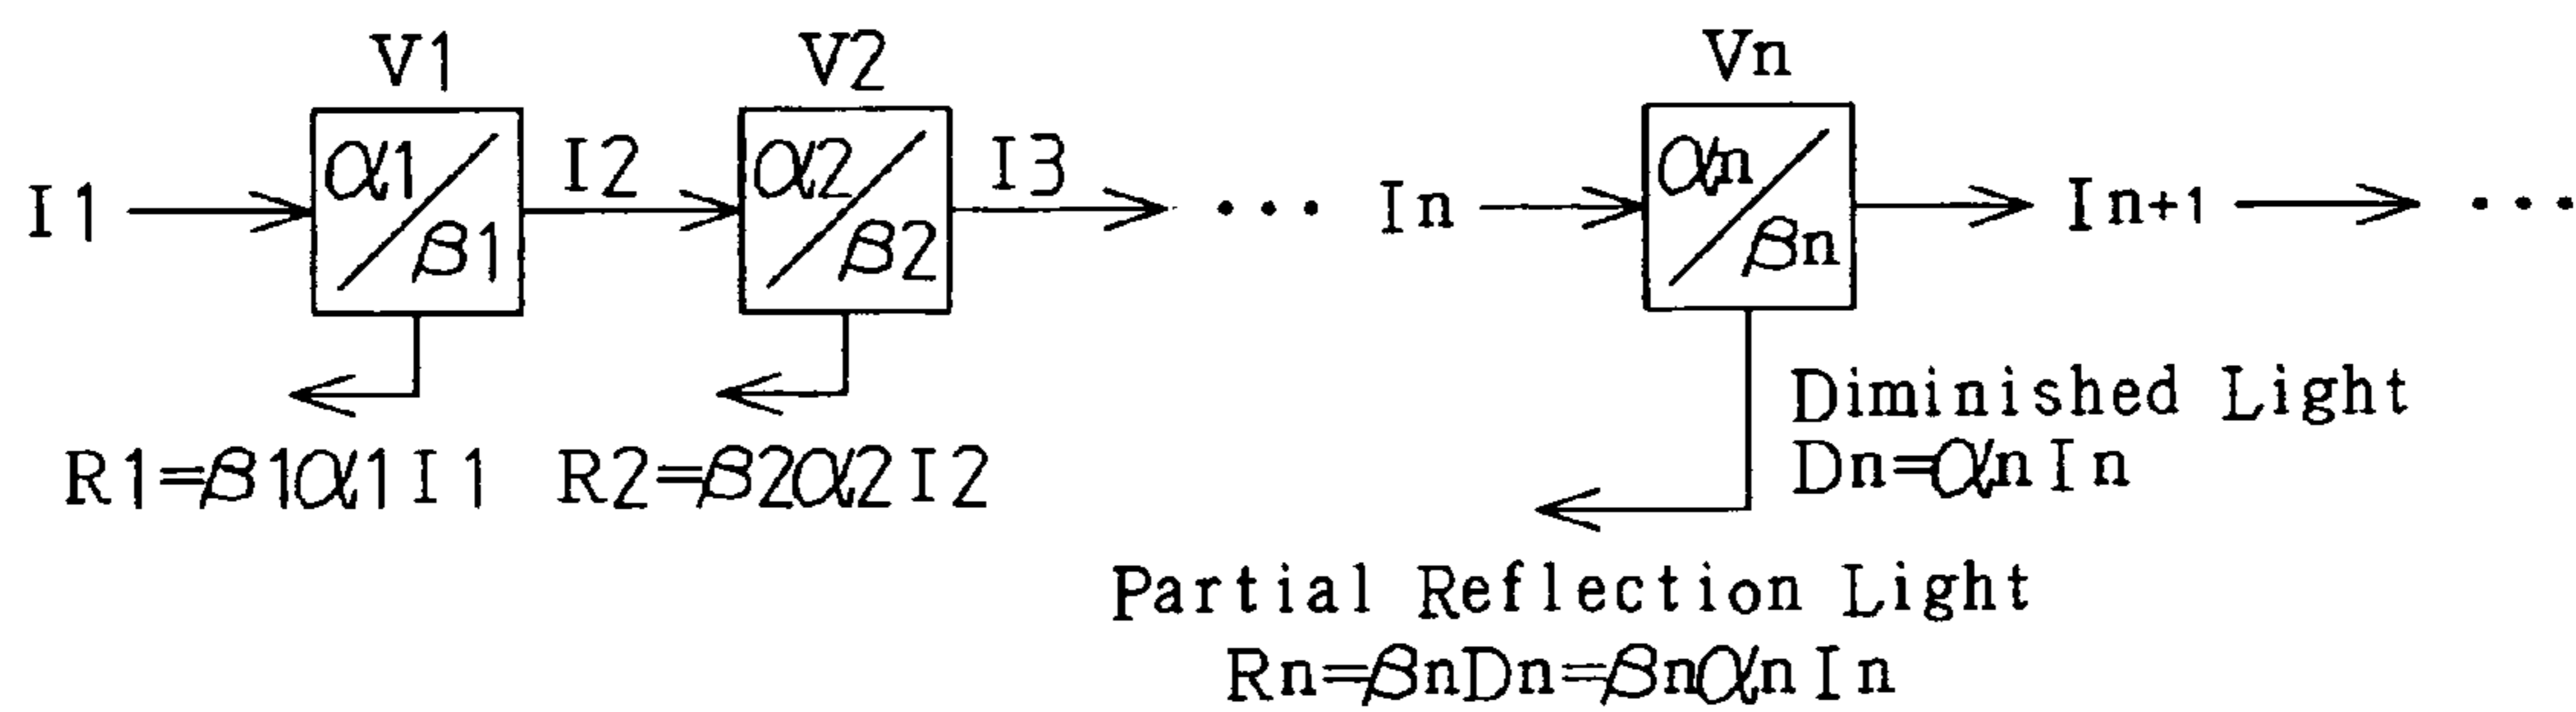 V1 V2 Vn
I1 α1 β1 I2 α2 β2 I3 ... In αn βn In+1 ...
Diminished Light
R1=β1α1I1 R2=β2α2I2 Dn=αnIn
Partial Reflection Light
Rn=βnDn=βnαnIn